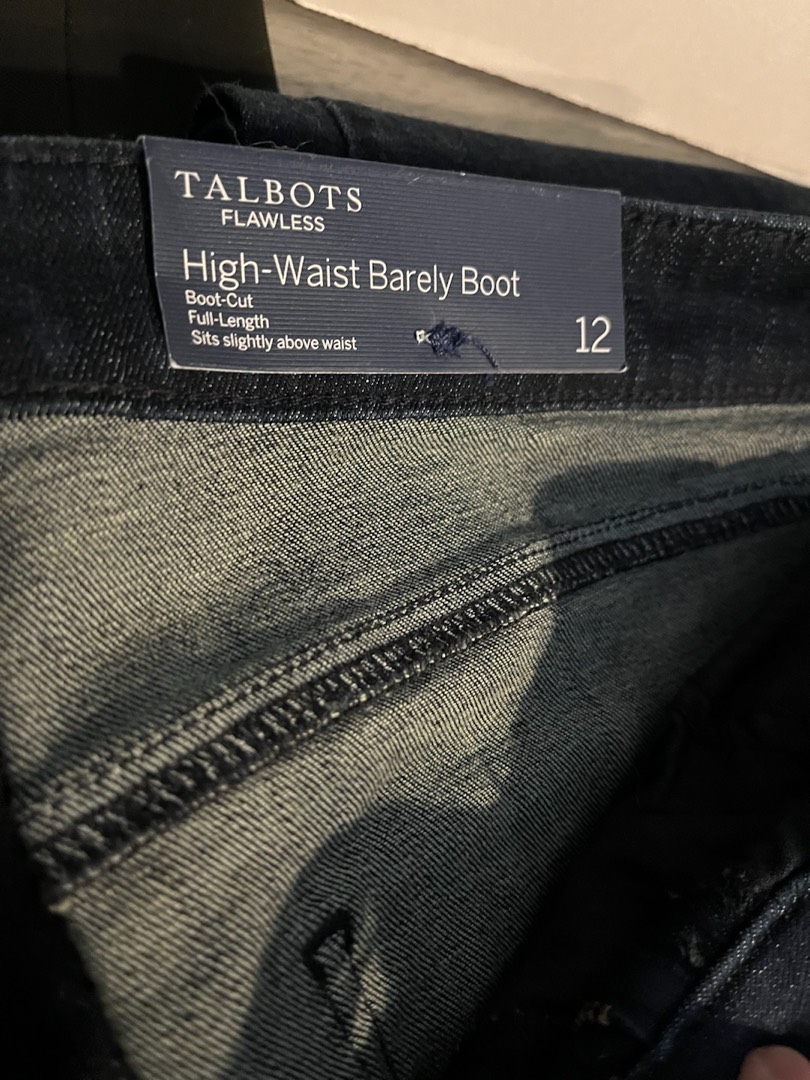 TALBOTS
FLAWLESS
High-Waist Barely Boot
Boot-Cut
Full-Length
Sits slightly above waist
12